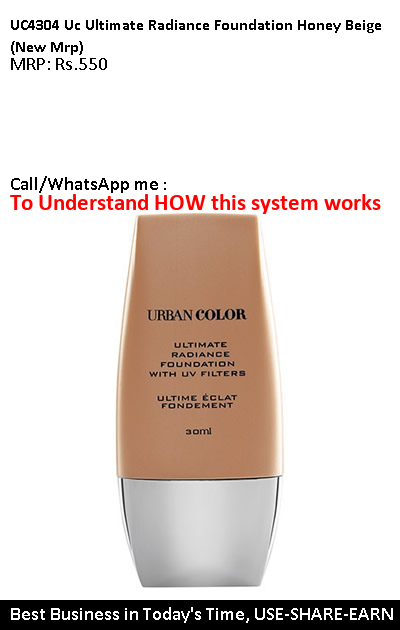 UC4304 Uc Ultimate Radiance Foundation Honey Beige
(New Mrp)
MRP: Rs.550
Call/WhatsApp me :
To Understand HOW this system works
URBAN COLOR
ULTIMATE
RADIANCE
FOUNDATION
WITH UV FILTERS
ULTIME ÉCLAT
FONDEMENT
30ml
Best Business in Today's Time, USE-SHARE-EARN